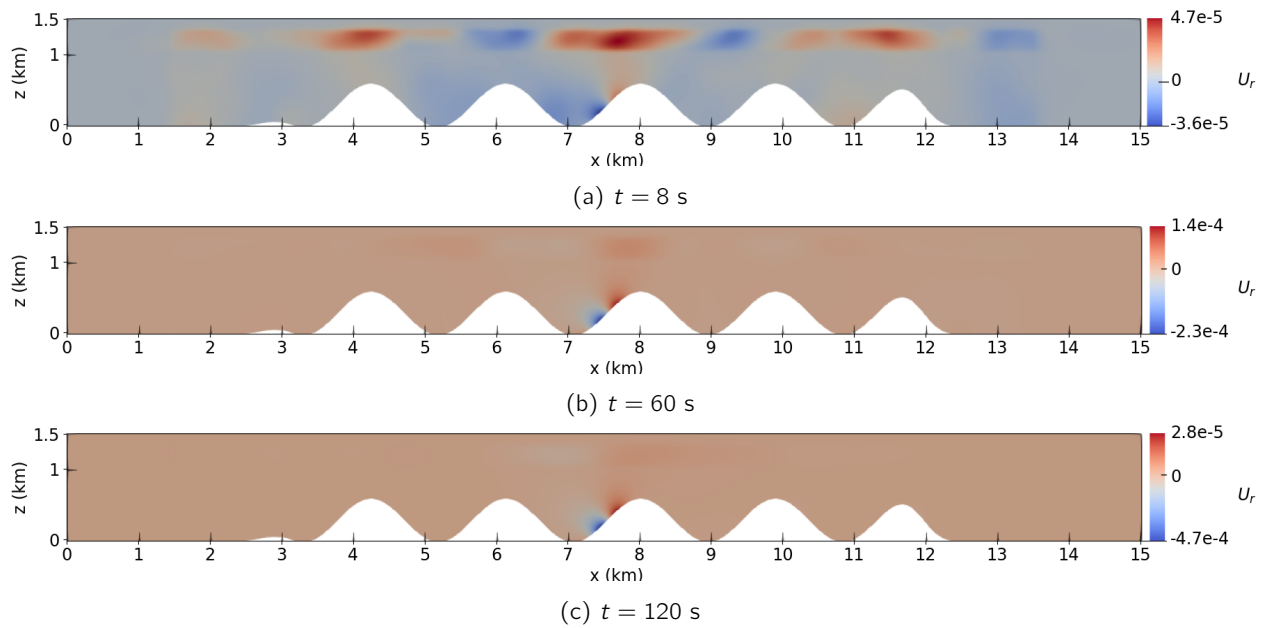 1.5
1
0
z (km)
0 1 2 3 4 5 6 7 8 9 10 11 12 13 14 15
x (km)
4.7e-5
0
-3.6e-5
U_r
(a) t = 8 s
1.5
1
0
z (km)
0 1 2 3 4 5 6 7 8 9 10 11 12 13 14 15
x (km)
1.4e-4
0
-2.3e-4
U_r
(b) t = 60 s
1.5
1
0
z (km)
0 1 2 3 4 5 6 7 8 9 10 11 12 13 14 15
x (km)
2.8e-5
0
-4.7e-4
U_r
(c) t = 120 s